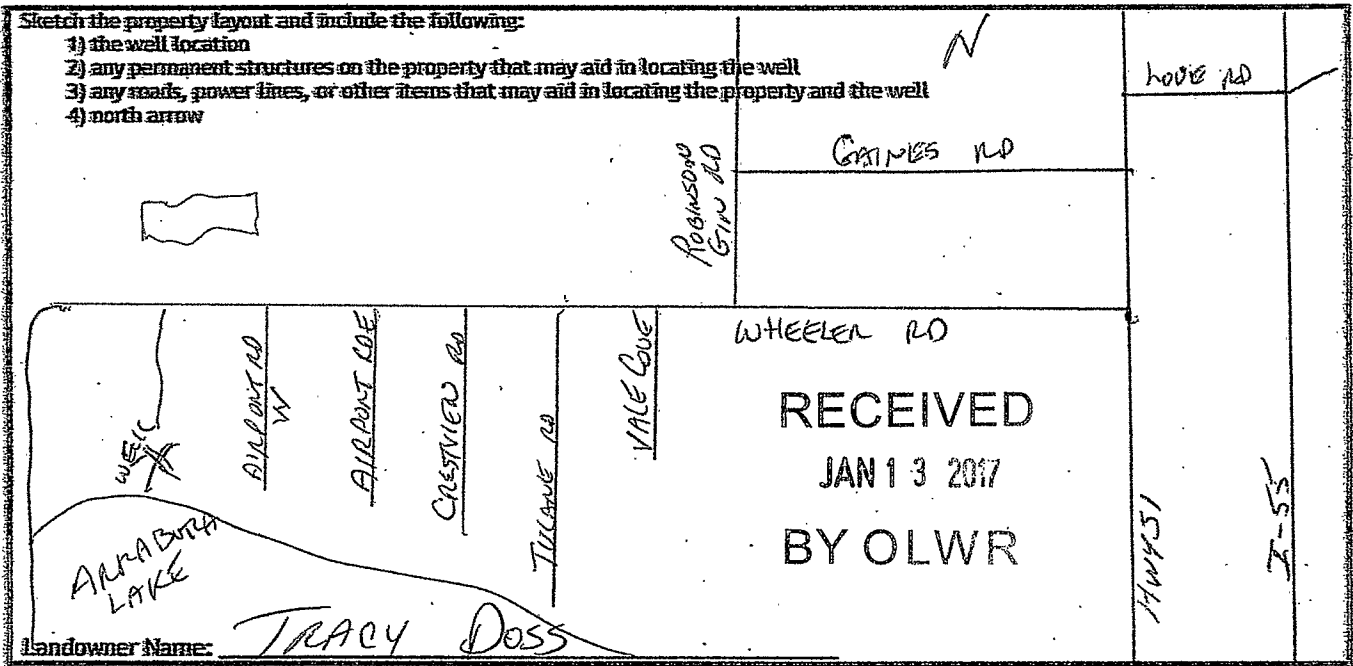 Sketch the property layout and include the following:
1) the well location
2) any permanent structures on the property that may aid in locating the well
3) any roads, power lines, or other items that may aid in locating the property and the well
4) north arrow
N
LOVE RD
GAINES RD
ROBINSON
GIN RD
WHEELER RD
WELL
AIRPORT RD
W
AIRPORT CDE
CRESTVIEW RD
TULANE RD
VALE COVE
RECEIVED
JAN 13 2017
BY OLWR
HWY 51
I-55
ARKABUTLA
LAKE
Landowner Name: TRACY DOSS